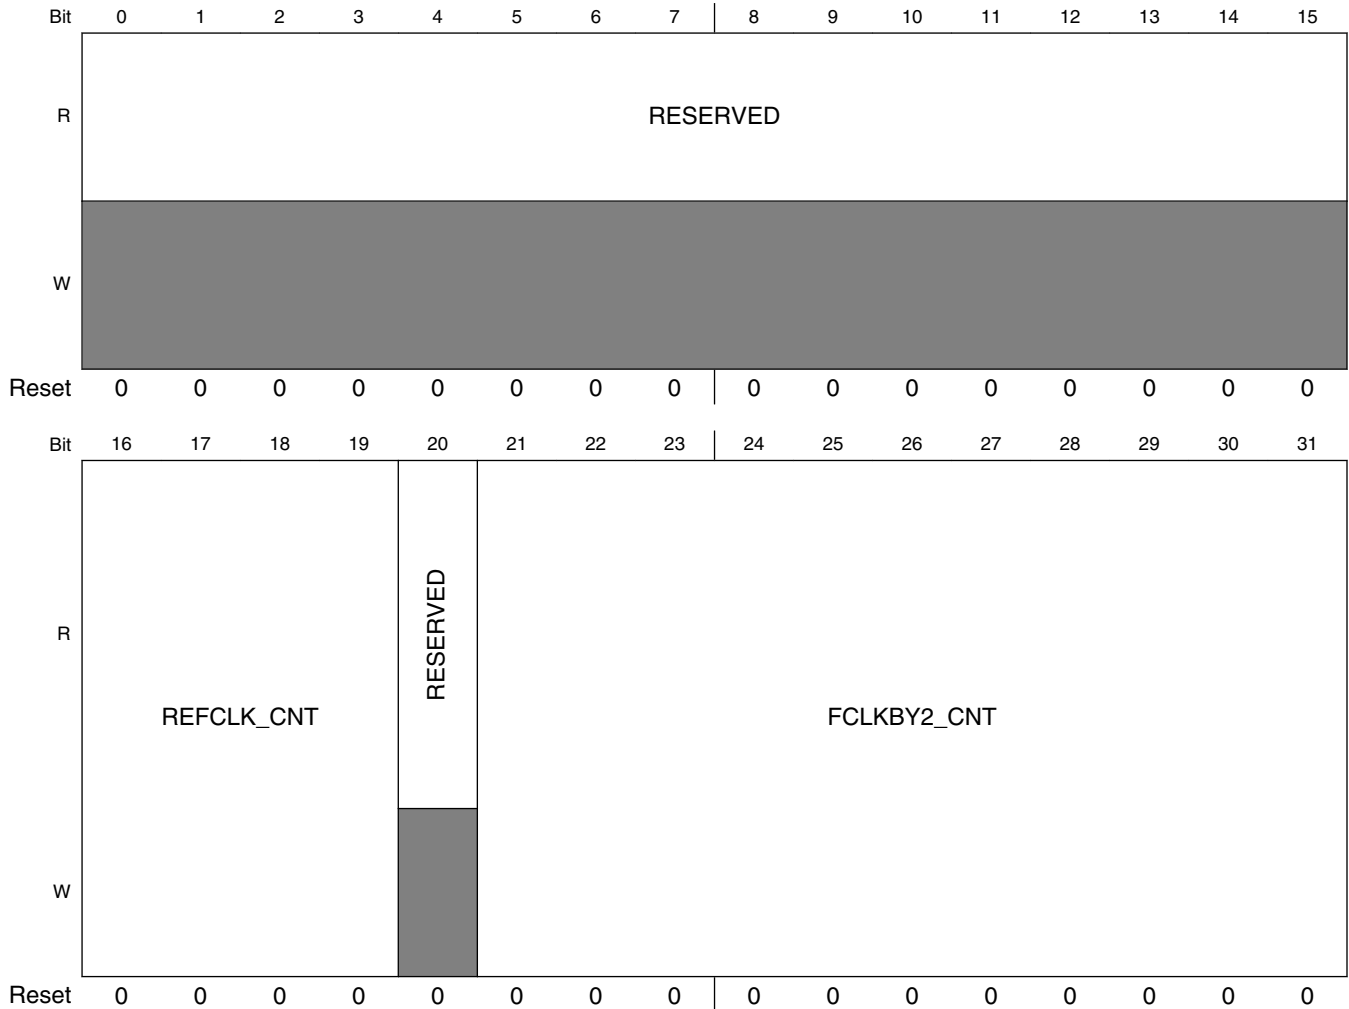 Bit 0 1 2 3 4 5 6 7 8 9 10 11 12 13 14 15
R RESERVED
W
Reset 0 0 0 0 0 0 0 0 0 0 0 0 0 0 0 0
Bit 16 17 18 19 20 21 22 23 24 25 26 27 28 29 30 31
R
RESERVED
REFCLK_CNT FCLKBY2_CNT
W
Reset 0 0 0 0 0 0 0 0 0 0 0 0 0 0 0 0